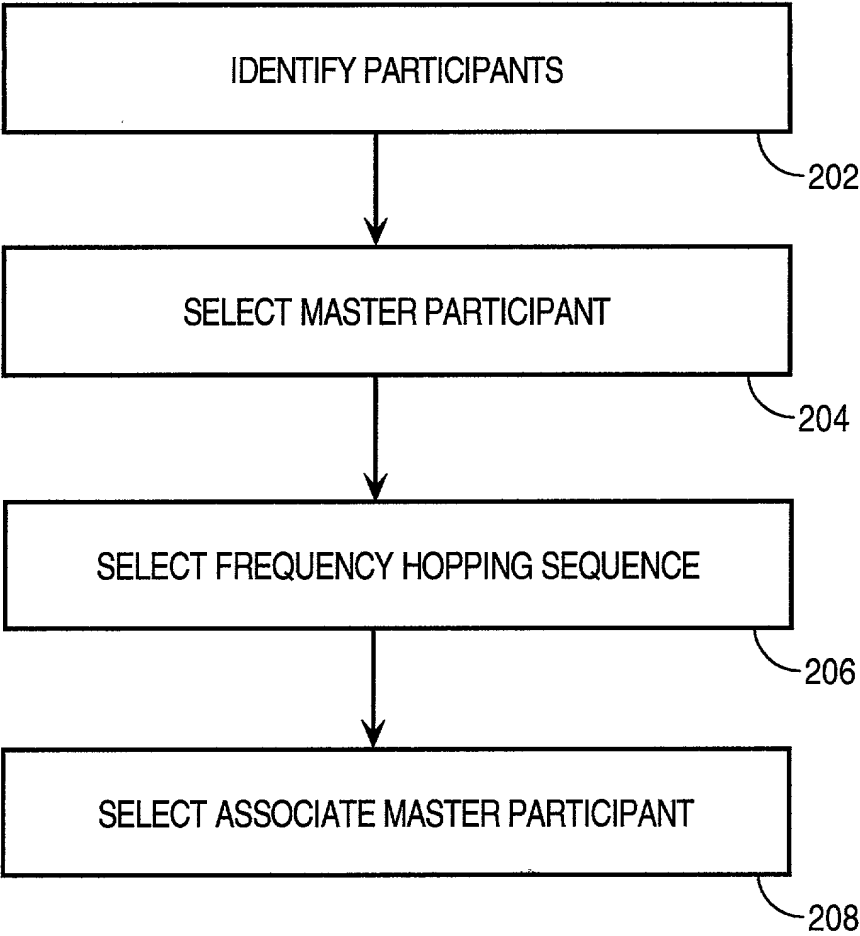 IDENTIFY PARTICIPANTS
202
SELECT MASTER PARTICIPANT
204
SELECT FREQUENCY HOPPING SEQUENCE
206
SELECT ASSOCIATE MASTER PARTICIPANT
208